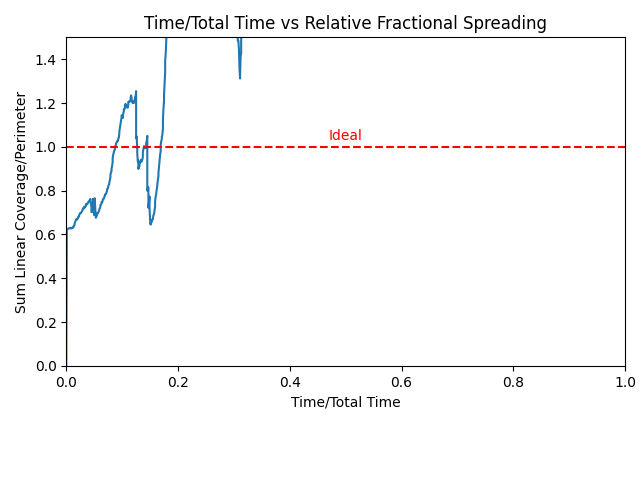 Time/Total Time vs Relative Fractional Spreading
Sum Linear Coverage/Perimeter
1.4
1.2
1.0
0.8
0.6
0.4
0.2
0.0
Ideal
0.0 0.2 0.4 0.6 0.8 1.0
Time/Total Time